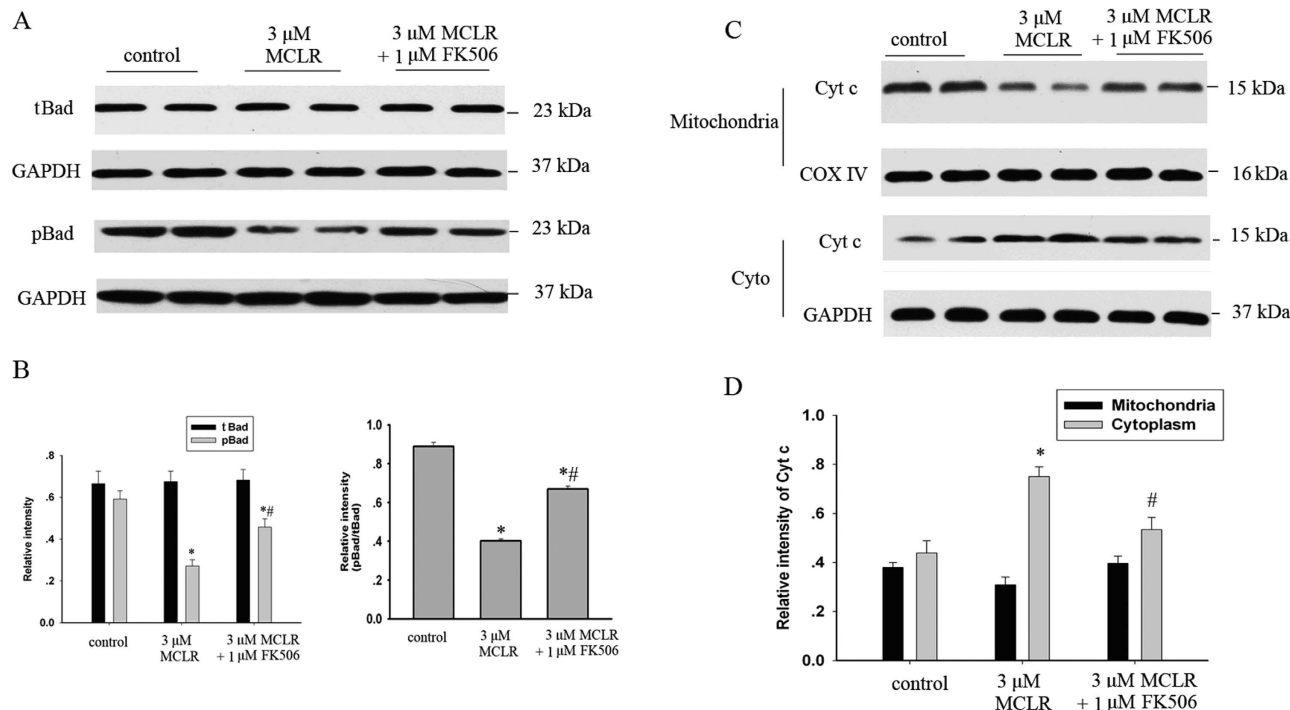 A
control
3 μM
MCLR
3 μM MCLR
+ 1 μM FK506
tBad
23 kDa
GAPDH
37 kDa
pBad
23 kDa
GAPDH
37 kDa
B
t Bad
pBad
Relative intensity
.8
.6
.4
.2
0.0
*
*#
control
3 μM
MCLR
3 μM MCLR
+ 1 μM FK506
Relative intensity
(pBad/tBad)
1.0
.8
.6
.4
.2
0.0
*
*#
control
3 μM
MCLR
3 μM MCLR
+ 1 μM FK506
C
control
3 μM
MCLR
3 μM MCLR
+ 1 μM FK506
Mitochondria
Cyt c
15 kDa
COX IV
16 kDa
Cyto
Cyt c
15 kDa
GAPDH
37 kDa
D
Mitochondria
Cytoplasm
Relative intensity of Cyt c
1.0
.8
.6
.4
.2
0.0
*
#
control
3 μM
MCLR
3 μM MCLR
+ 1 μM FK506